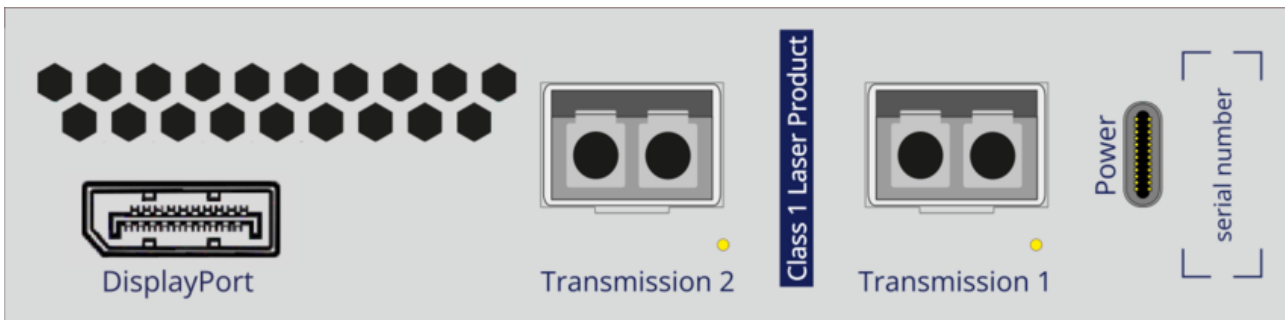 DisplayPort
Transmission 2
Class 1 Laser Product
Transmission 1
Power
serial number